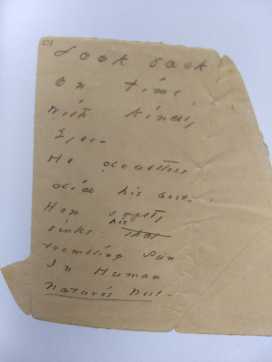 Look back
on time
with kindly
Eyes
He doubtless
did his best.
How softly
sinks his
trembling Sun
In Human
nature's West.